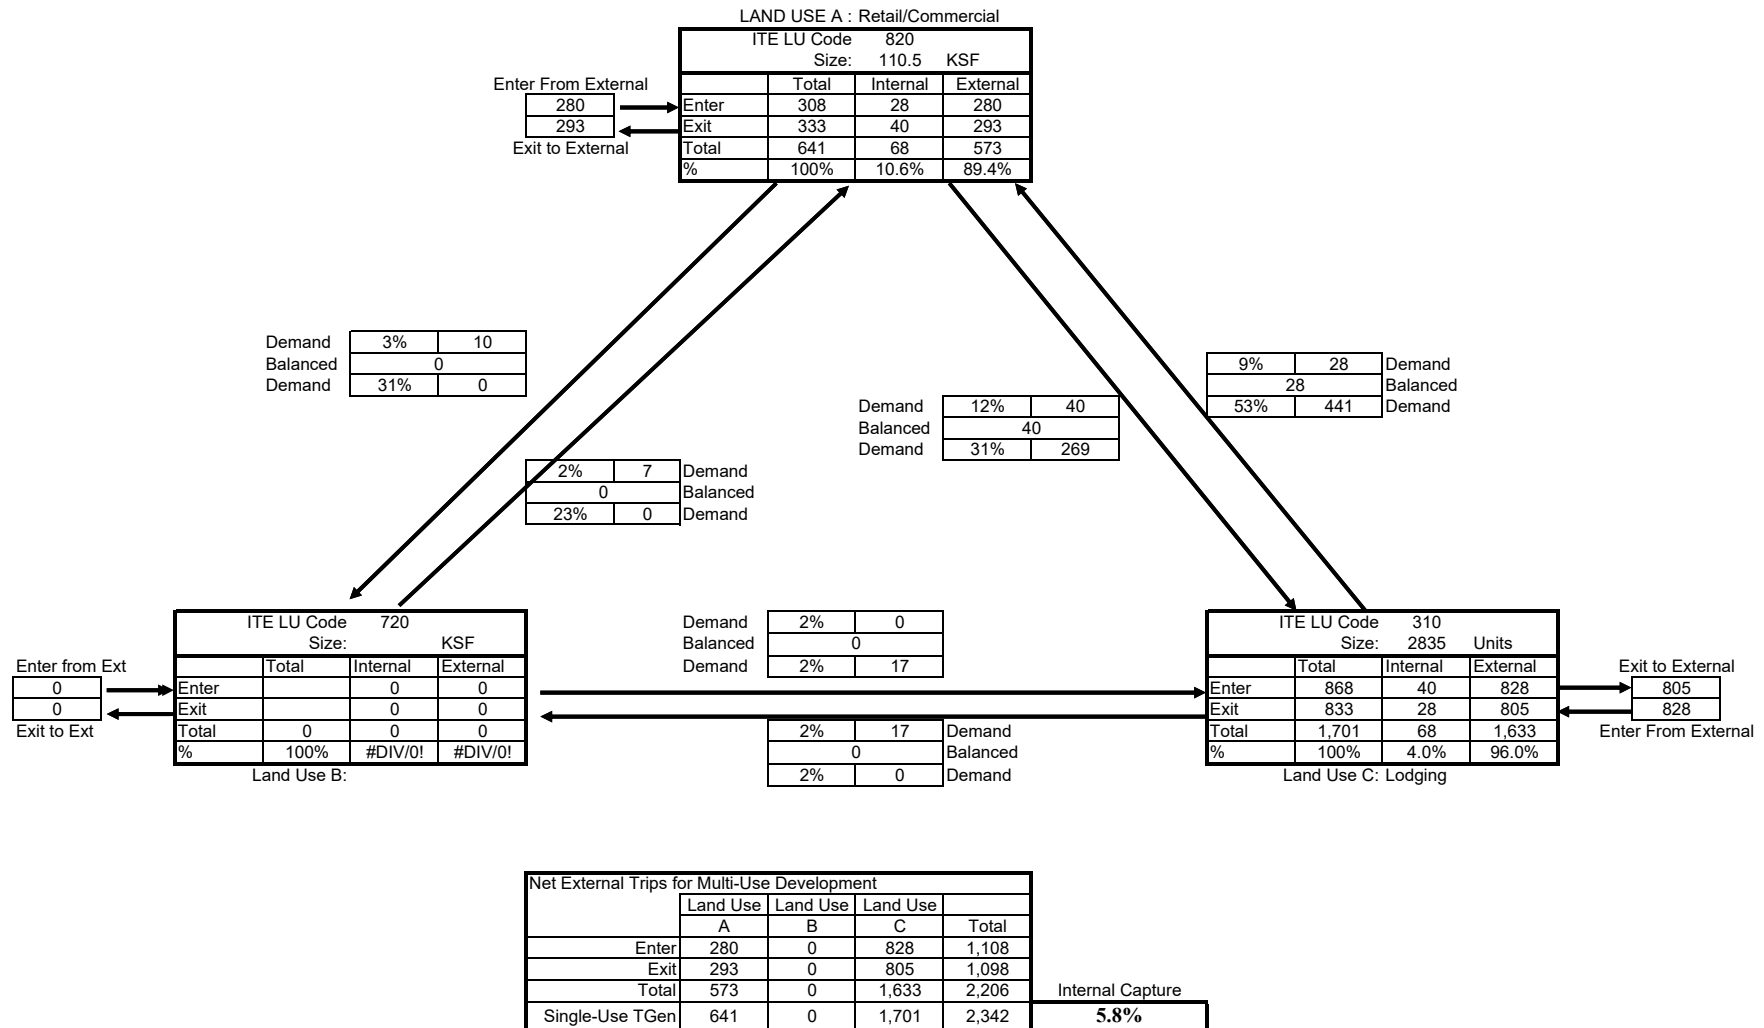 LAND USE A : Retail/Commercial
ITE LU Code 820
Size: 110.5 KSF
Enter From External Total Internal External
280 Enter 308 28 280
293 Exit 333 40 293
Exit to External Total 641 68 573
% 100% 10.6% 89.4%
Demand 3% 10
Balanced 0
Demand 31% 0
9% 28 Demand
28 Balanced
53% 441 Demand
Demand 12% 40
Balanced 40
Demand 31% 269
2% 7 Demand
0 Balanced
23% 0 Demand
ITE LU Code 720
Size: KSF
Enter from Ext Total Internal External
0 Enter 0 0
0 Exit 0 0
Exit to Ext Total 0 0 0
% 100% #DIV/0! #DIV/0!
Land Use B:
Demand 2% 0
Balanced 0
Demand 2% 17
2% 17 Demand
0 Balanced
2% 0 Demand
ITE LU Code 310
Size: 2835 Units
Total Internal External Exit to External
Enter 868 40 828 805
Exit 833 28 805 828
Total 1,701 68 1,633 Enter From External
% 100% 4.0% 96.0%
Land Use C: Lodging
Net External Trips for Multi-Use Development
Land Use Land Use Land Use
A B C Total
Enter 280 0 828 1,108
Exit 293 0 805 1,098
Total 573 0 1,633 2,206 Internal Capture
Single-Use TGen 641 0 1,701 2,342 5.8%